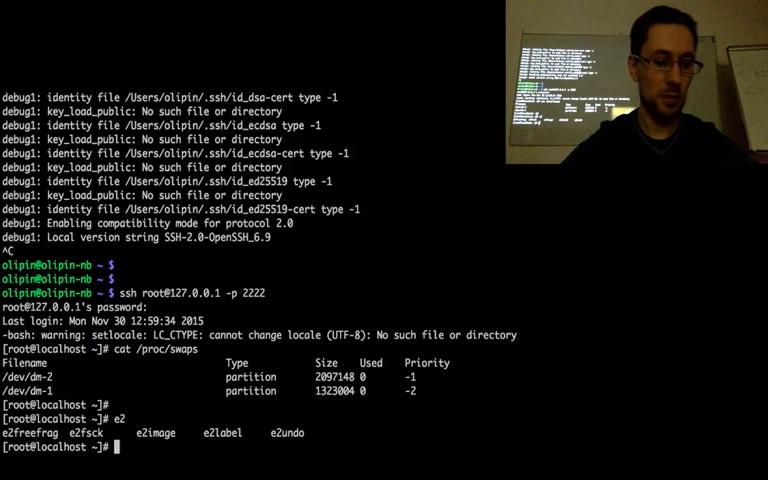 debug1: identity file /Users/olipin/.ssh/id_dsa-cert type -1
debug1: key_load_public: No such file or directory
debug1: identity file /Users/olipin/.ssh/id_ecdsa type -1
debug1: key_load_public: No such file or directory
debug1: identity file /Users/olipin/.ssh/id_ecdsa-cert type -1
debug1: key_load_public: No such file or directory
debug1: identity file /Users/olipin/.ssh/id_ed25519 type -1
debug1: key_load_public: No such file or directory
debug1: identity file /Users/olipin/.ssh/id_ed25519-cert type -1
debug1: Enabling compatibility mode for protocol 2.0
debug1: Local version string SSH-2.0-OpenSSH_6.9
^C
olipin@olipin-nb ~ $
olipin@olipin-nb ~ $
olipin@olipin-nb ~ $ ssh root@127.0.0.1 -p 2222
root@127.0.0.1's password:
Last login: Mon Nov 30 12:59:34 2015
-bash: warning: setlocale: LC_CTYPE: cannot change locale (UTF-8): No such file or directory
[root@localhost ~]# cat /proc/swaps
Filename Type Size Used Priority
/dev/dm-2 partition 2097148 0 -1
/dev/dm-1 partition 1323004 0 -2
[root@localhost ~]#
[root@localhost ~]# e2
e2freefrag e2fsck e2image e2label e2undo
[root@localhost ~]#